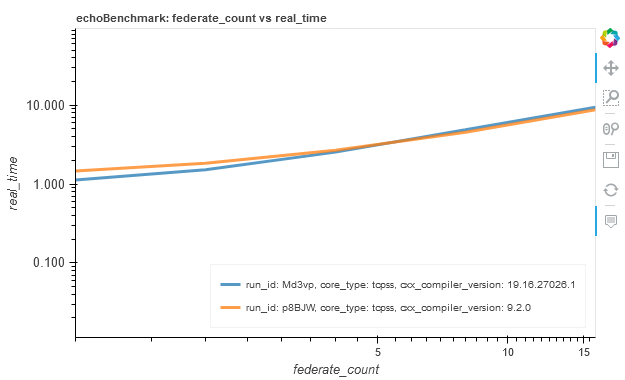 echoBenchmark: federate_count vs real_time
10.000
1.000
0.100
real_time
run_id: Md3vp, core_type: tcpss, cxx_compiler_version: 19.16.27026.1
run_id: p8BJW, core_type: tcpss, cxx_compiler_version: 9.2.0
5
10
15
federate_count